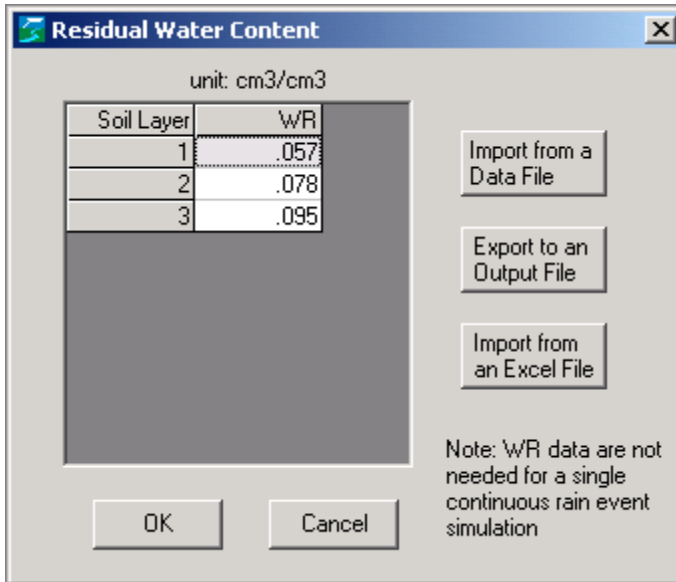 Residual Water Content
unit: cm3/cm3
Soil Layer WR
1 .057
2 .078
3 .095
Import from a
Data File
Export to an
Output File
Import from
an Excel File
Note: WR data are not
needed for a single
continuous rain event
simulation
OK Cancel